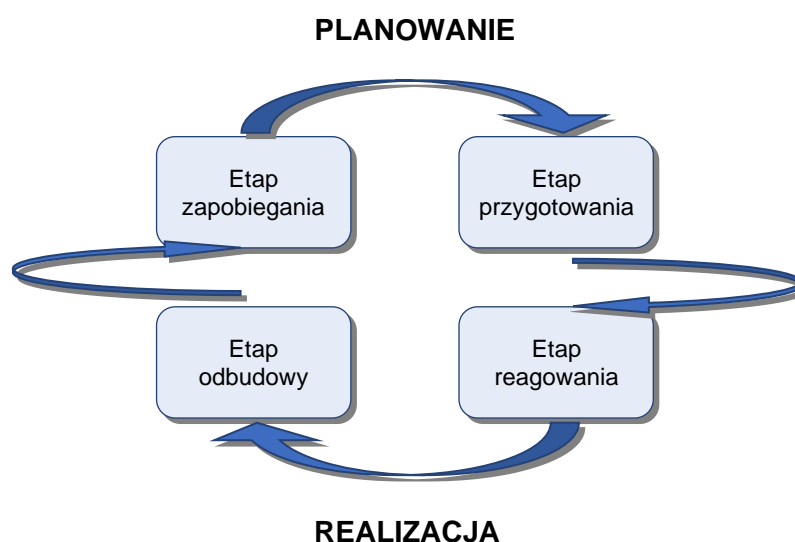 PLANOWANIE
Etap
zapobiegania
Etap
przygotowania
Etap
odbudowy
Etap
reagowania
REALIZACJA